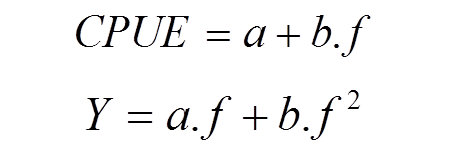 CPUE = a + b.f
Y = a.f + b.f²